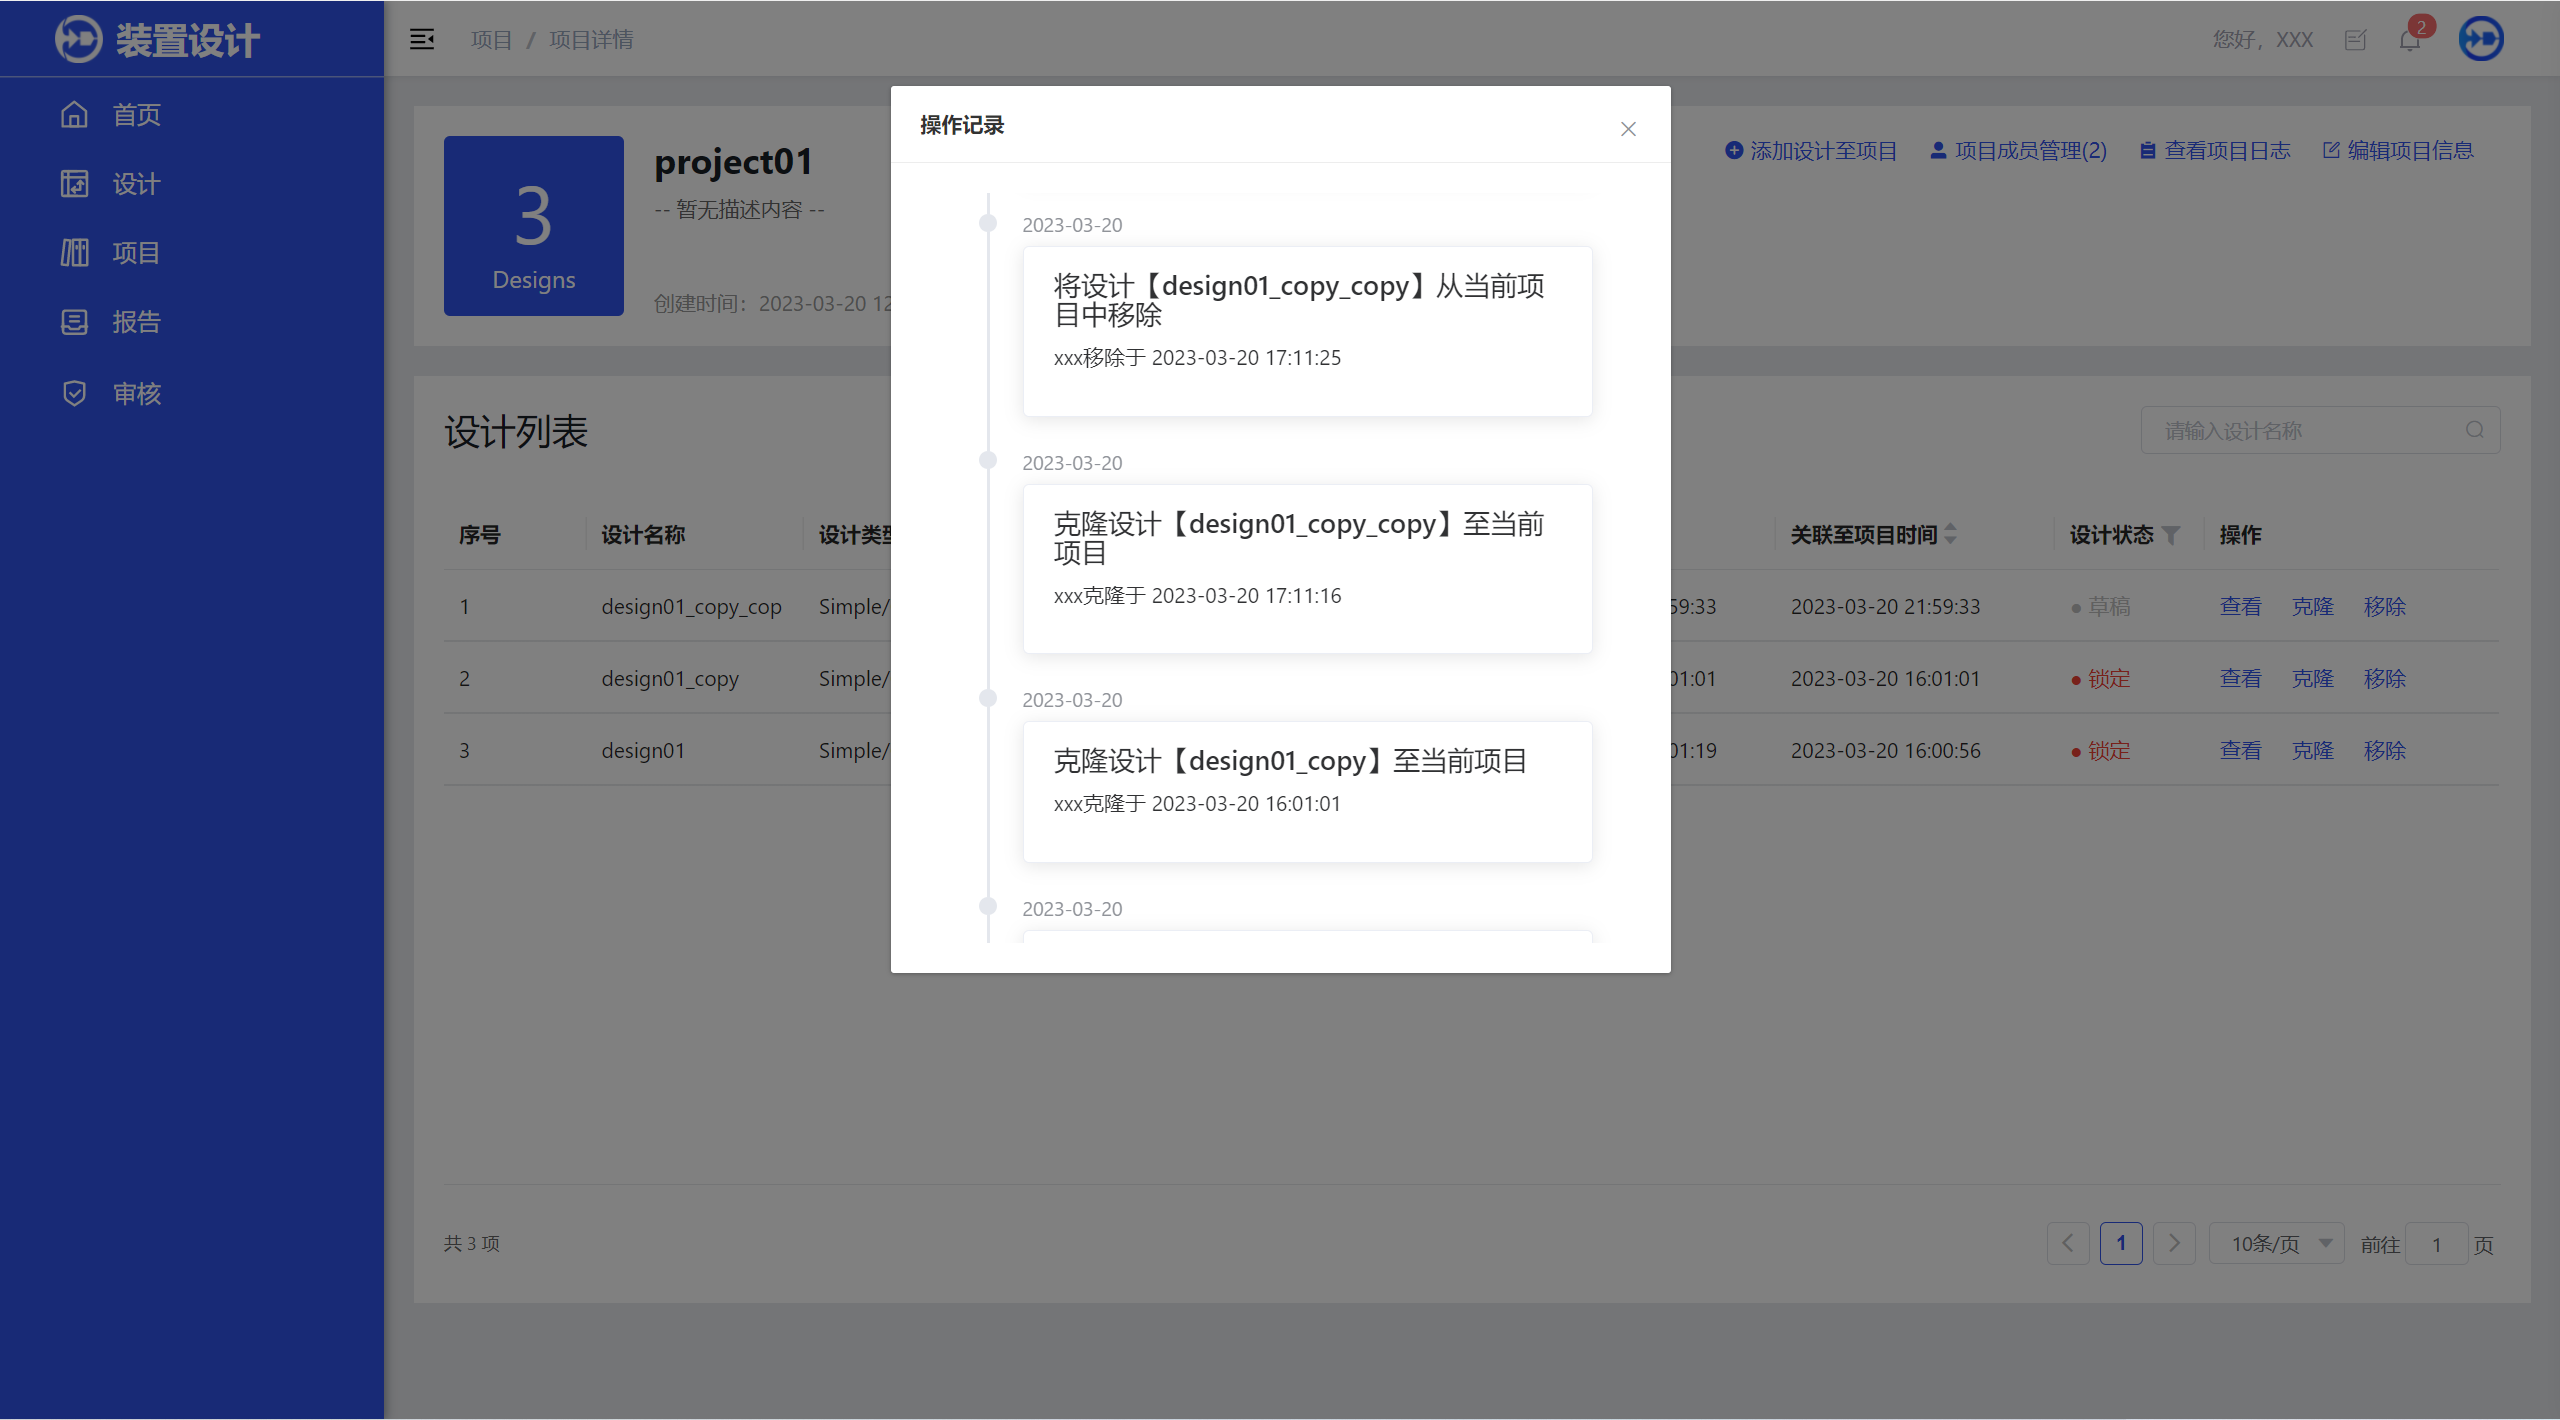 装置设计
首页
设计
项目
报告
审核
项目 / 项目详情
您好，XXX
2
3
Designs
project01
-- 暂无描述内容 --
创建时间：2023-03-20 12
添加设计至项目
项目成员管理(2)
查看项目日志
编辑项目信息
操作记录
2023-03-20
将设计【design01_copy_copy】从当前项
目中移除
xxx移除于 2023-03-20 17:11:25
2023-03-20
克隆设计【design01_copy_copy】至当前
项目
xxx克隆于 2023-03-20 17:11:16
2023-03-20
克隆设计【design01_copy】至当前项目
xxx克隆于 2023-03-20 16:01:01
2023-03-20
设计列表
请输入设计名称
序号 设计名称 设计类型 关联至项目时间 设计状态 操作
1 design01_copy_cop Simple/ 59:33 2023-03-20 21:59:33 草稿 查看 克隆 移除
2 design01_copy Simple/ 01:01 2023-03-20 16:01:01 锁定 查看 克隆 移除
3 design01 Simple/ 01:19 2023-03-20 16:00:56 锁定 查看 克隆 移除
共 3 项
1
10条/页
前往 1 页